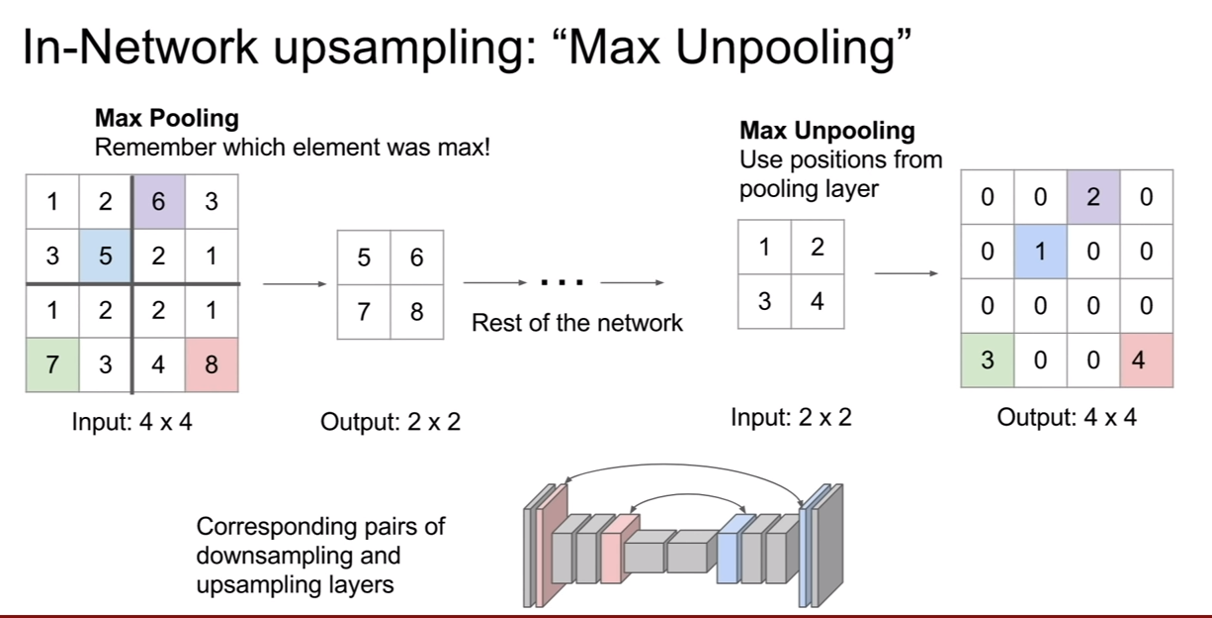 In-Network upsampling: “Max Unpooling”
Max Pooling
Remember which element was max!
1 2 6 3
3 5 2 1
1 2 2 1
7 3 4 8
Input: 4 x 4
5 6
7 8
Output: 2 x 2
. . .
Rest of the network
Max Unpooling
Use positions from
pooling layer
1 2
3 4
Input: 2 x 2
0 0 2 0
0 1 0 0
0 0 0 0
3 0 0 4
Output: 4 x 4
Corresponding pairs of
downsampling and
upsampling layers